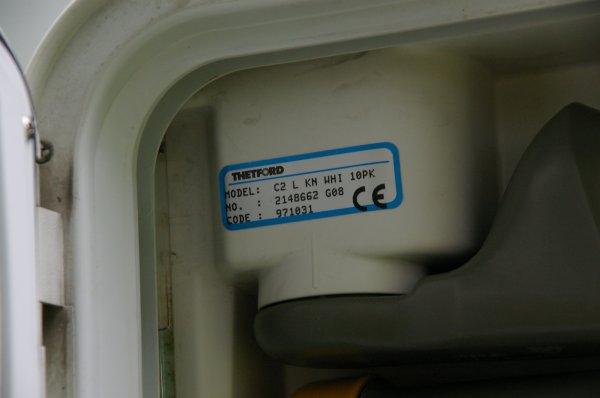 THETFORD
MODEL: C2 L KN WHI 10PK
NO. : 2148662 G08
CODE : 971031
CE